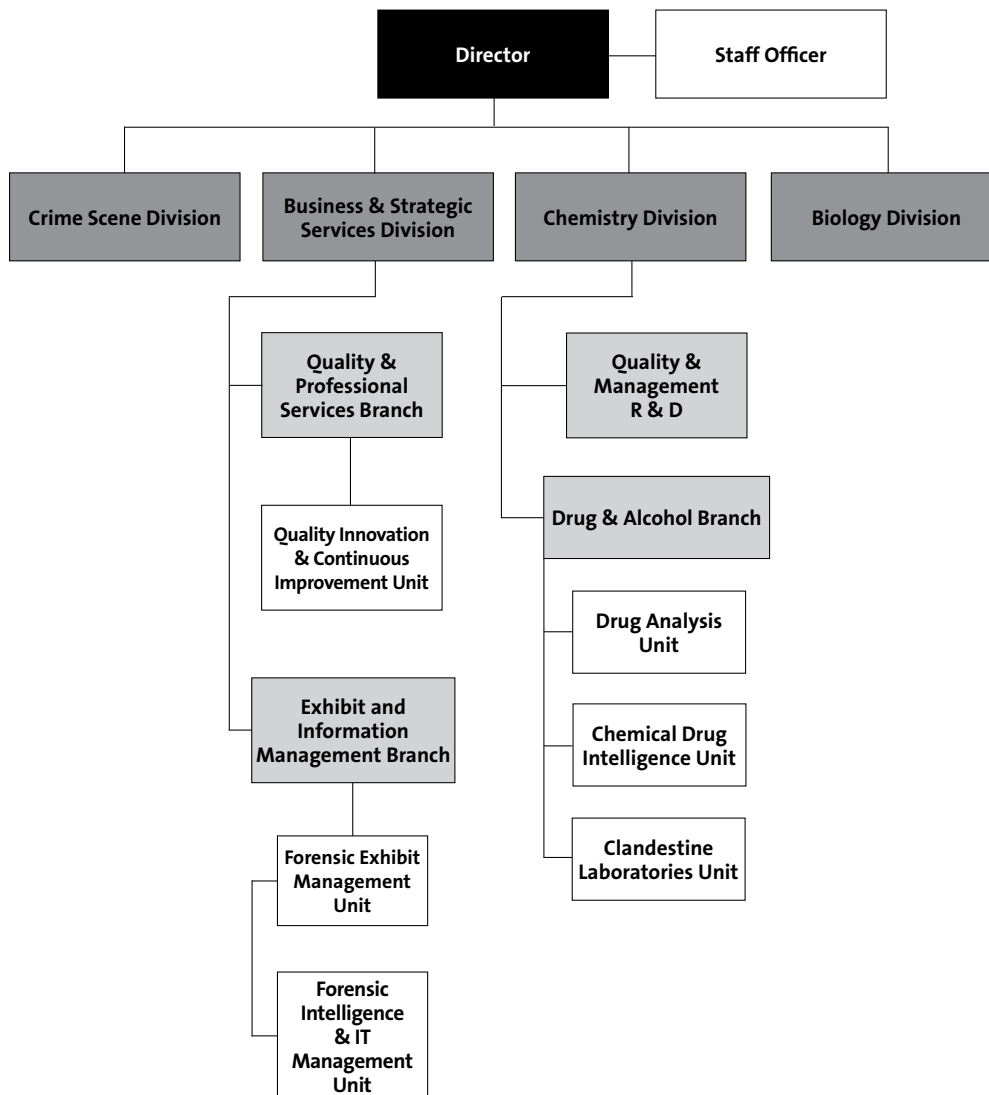 Director
Staff Officer
Crime Scene Division
Business & Strategic
Services Division
Chemistry Division
Biology Division
Quality &
Professional
Services Branch
Quality Innovation
& Continuous
Improvement Unit
Exhibit and
Information
Management Branch
Forensic Exhibit
Management
Unit
Forensic
Intelligence
& IT
Management
Unit
Quality &
Management
R & D
Drug & Alcohol Branch
Drug Analysis
Unit
Chemical Drug
Intelligence Unit
Clandestine
Laboratories Unit